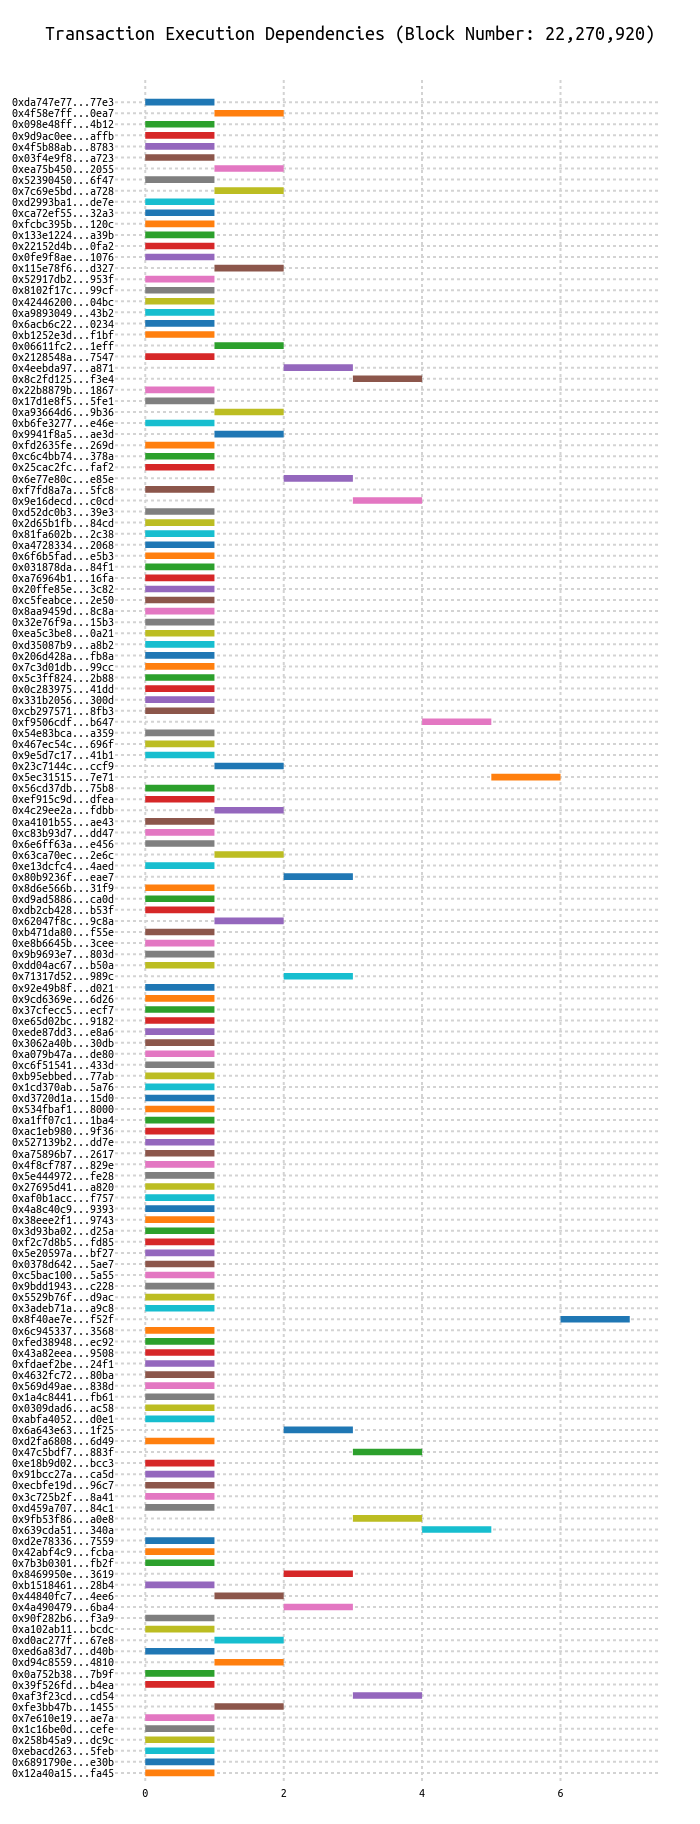 Transaction Execution Dependencies (Block Number: 22,270,920)
0xda747e77...77e3
0x4f58e7ff...0ea7
0x098e48ff...4b12
0x9d9ac0ee...affb
0x4f5b88ab...8783
0x03f4e9f8...a723
0xea75b450...2055
0x52390450...6f47
0x7c69e5bd...a728
0xd2993ba1...de7e
0xca72ef55...32a3
0xfcbc395b...120c
0x133e1224...a39b
0x22152d4b...0fa2
0x0fe9f8ae...1076
0x115e78f6...d327
0x52917db2...953f
0x8102f17c...99cf
0x42446200...04bc
0xa9893049...43b2
0x6acb6c22...0234
0xb1252e3d...f1bf
0x06611fc2...1eff
0x2128548a...7547
0x4eebda97...a871
0x8c2fd125...f3e4
0x22b8879b...1867
0x17d1e8f5...5fe1
0xa93664d6...9b36
0xb6fe3277...e46e
0x9941f8a5...ae3d
0xfd2635fe...269d
0xc6c4bb74...378a
0x25cac2fc...faf2
0x6e77e80c...e85e
0xf7fd8a7a...5fc8
0x9e16decd...c0cd
0xd52dc0b3...39e3
0x2d65b1fb...84cd
0x81fa602b...2c38
0xa4728334...2068
0x6f6b5fad...e5b3
0x031878da...84f1
0xa76964b1...16fa
0x20ffe85e...3c82
0xc5feabce...2e50
0x8aa9459d...8c8a
0x32e76f9a...15b3
0xea5c3be8...0a21
0xd35087b9...a8b2
0x206d428a...fb8a
0x7c3d01db...99cc
0x5c3ff824...2b88
0x0c283975...41dd
0x331b2056...300d
0xcb297571...8fb3
0xf9506cdf...b647
0x54e83bca...a359
0x467ec54c...696f
0x9e5d7c17...41b1
0x23c7144c...ccf9
0x5ec31515...7e71
0x56cd37db...75b8
0xef915c9d...dfea
0x4c29ee2a...fdbb
0xa4101b55...ae43
0xc83b93d7...dd47
0x6e6ff63a...e456
0x63ca70ec...2e6c
0xe13dcfc4...4aed
0x80b9236f...eae7
0x8d6e566b...31f9
0xd9ad5886...ca0d
0xdb2cb428...b53f
0x62047f8c...9c8a
0xb471da80...f55e
0xe8b6645b...3cee
0x9b9693e7...803d
0xdd04ac67...b50a
0x71317d52...989c
0x92e49b8f...d021
0x9cd6369e...6d26
0x37cfecc5...ecf7
0xe65d02bc...9182
0xede87dd3...e8a6
0x3062a40b...30db
0xa079b47a...de80
0xc6f51541...433d
0xb95ebbed...77ab
0x1cd370ab...5a76
0xd3720d1a...15d0
0x534fbaf1...8000
0xa1ff07c1...1ba4
0xac1eb980...9f36
0x527139b2...dd7e
0xa75896b7...2617
0x4f8cf787...829e
0x5e444972...fe28
0x27695d41...a820
0xaf0b1acc...f757
0x4a8c40c9...9393
0x38eee2f1...9743
0x3d93ba02...d25a
0xf2c7d8b5...fd85
0x5e20597a...bf27
0x0378d642...5ae7
0xc5bac100...5a55
0x9bdd1943...c228
0x5529b76f...d9ac
0x3adeb71a...a9c8
0x8f40ae7e...f52f
0x6c945337...3568
0xfed38948...ec92
0x43a82eea...9508
0xfdaef2be...24f1
0x4632fc72...80ba
0x569d49ae...838d
0x1a4c8441...fb61
0x0309dad6...ac58
0xabfa4052...d0e1
0x6a643e63...1f25
0xd2fa6808...6d49
0x47c5bdf7...883f
0xe18b9d02...bcc3
0x91bcc27a...ca5d
0xecbfe19d...96c7
0x3c725b2f...8a41
0xd459a707...84c1
0x9fb53f86...a0e8
0x639cda51...340a
0xd2e78336...7559
0x42abf4c9...fcba
0x7b3b0301...fb2f
0x8469950e...3619
0xb1518461...28b4
0x44840fc7...4ee6
0x4a490479...6ba4
0x90f282b6...f3a9
0xa102ab11...bcdc
0xd0ac277f...67e8
0xed6a83d7...d40b
0xd94c8559...4810
0x0a752b38...7b9f
0x39f526fd...b4ea
0xaf3f23cd...cd54
0xfe3bb47b...1455
0x7e610e19...ae7a
0x1c16be0d...cefe
0x258b45a9...dc9c
0xebacd263...5feb
0x6891790e...e30b
0x12a40a15...fa45
0 2 4 6